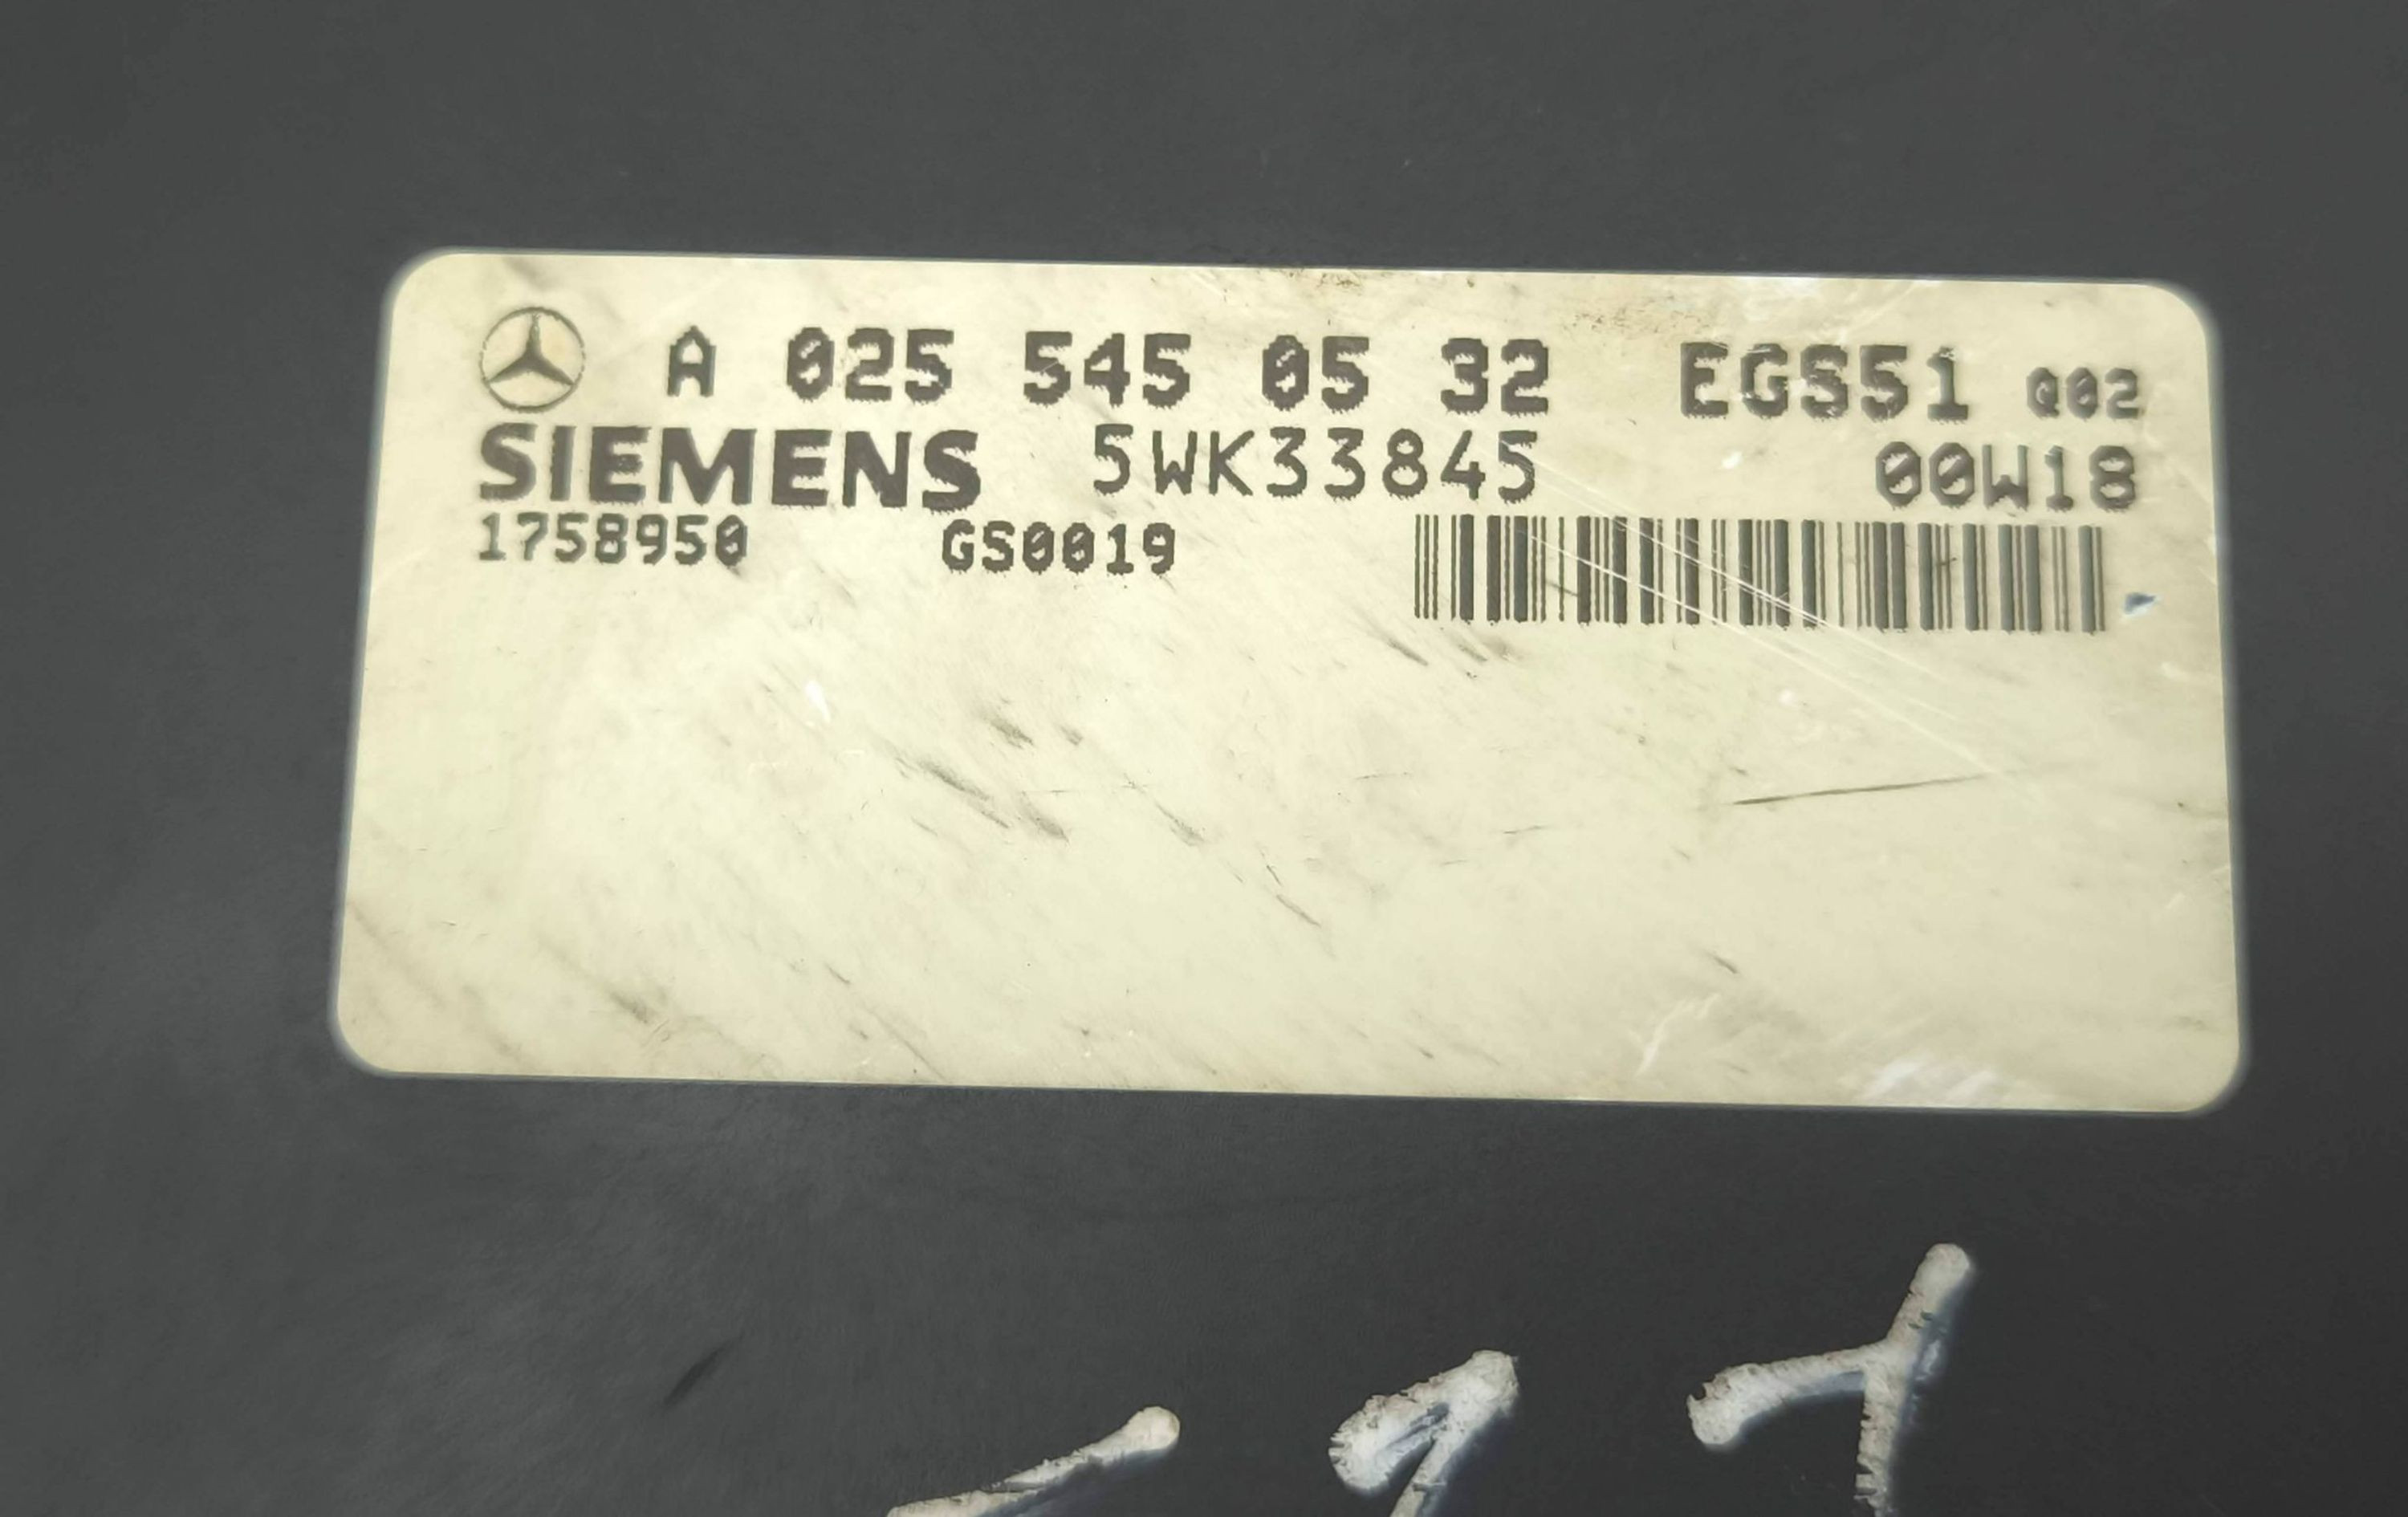 A 025 545 05 32 EGS51 Q02
SIEMENS 5WK33845 00W18
1758950 GS0019